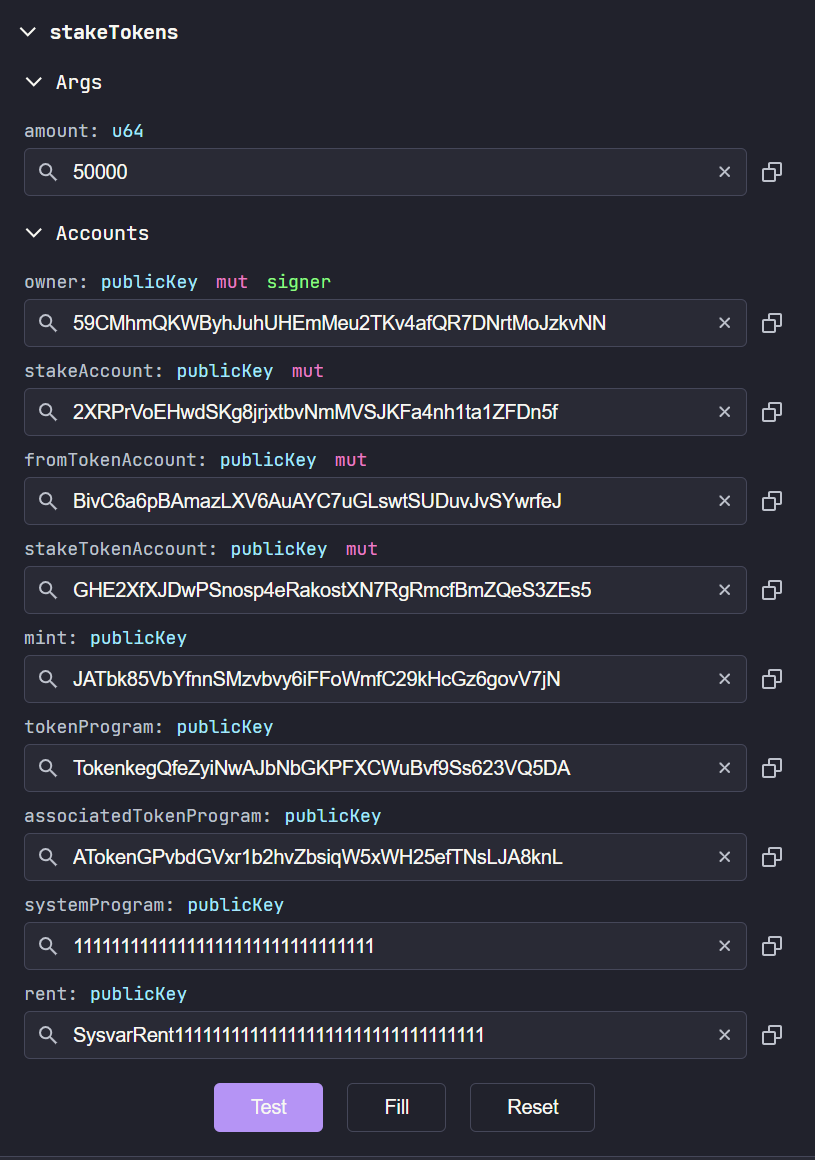 stakeTokens
Args
amount: u64
50000
Accounts
owner: publicKey mut signer
59CMhmQKWByhJuhUHEmMeu2TKv4afQR7DNrtMoJzkvNN
stakeAccount: publicKey mut
2XRPrVoEHwdSKg8jrjxtbvNmMVSJKFa4nh1ta1ZFDn5f
fromTokenAccount: publicKey mut
BivC6a6pBAmazLXV6AuAYC7uGLswtSUDuvJvSYwrfeJ
stakeTokenAccount: publicKey mut
GHE2XfXJDwPSnosp4eRakostXN7RgRmcfBmZQeS3ZEs5
mint: publicKey
JATbk85VbYfnnSMzvbvy6iFFoWmfC29kHcGz6govV7jN
tokenProgram: publicKey
TokenkegQfeZyiNwAJbNbGKPFXCWuBvf9Ss623VQ5DA
associatedTokenProgram: publicKey
ATokenGPvbdGVxr1b2hvZbsiqW5xWH25efTNsLJA8knL
systemProgram: publicKey
11111111111111111111111111111111
rent: publicKey
SysvarRent111111111111111111111111111111111
Test Fill Reset